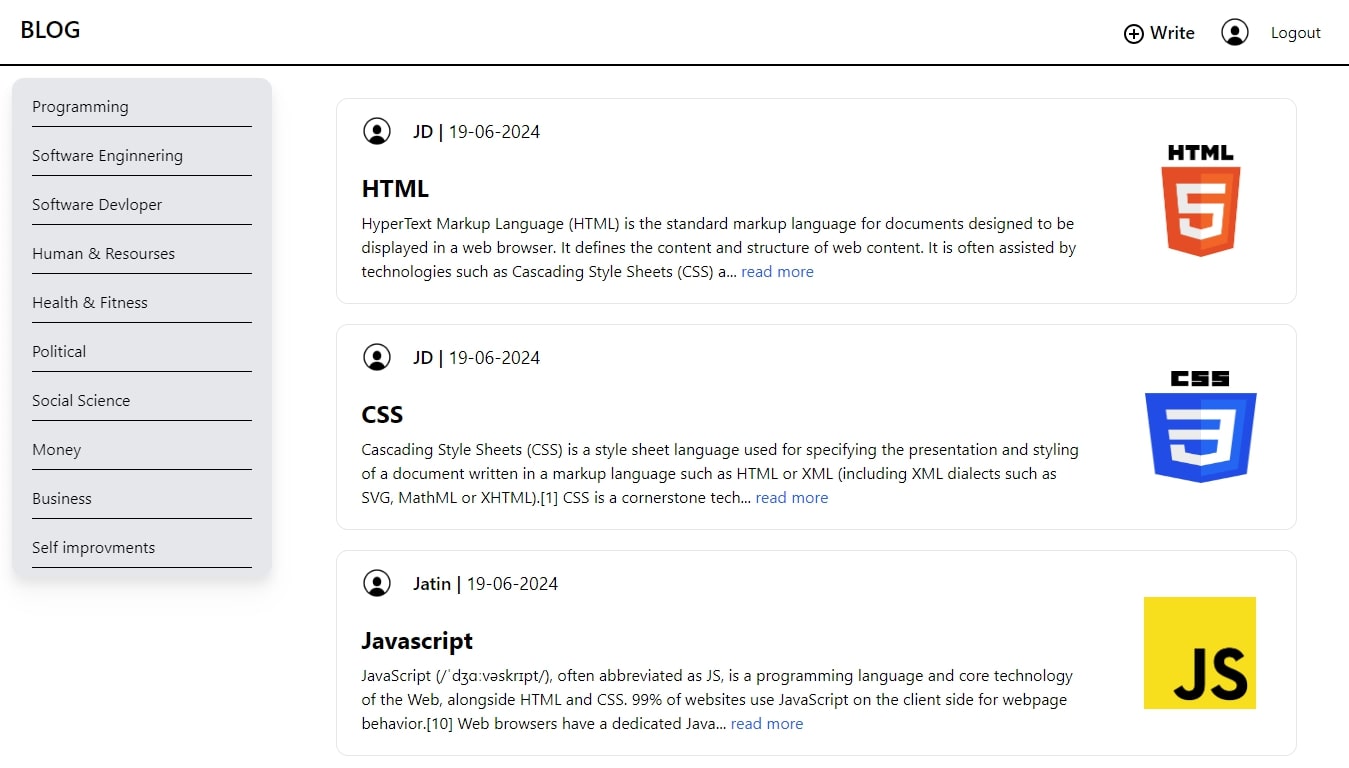 BLOG
Write
Logout
Programming
Software Enginnering
Software Devloper
Human & Resourses
Health & Fitness
Political
Social Science
Money
Business
Self improvments
JD | 19-06-2024
HTML
HyperText Markup Language (HTML) is the standard markup language for documents designed to be
displayed in a web browser. It defines the content and structure of web content. It is often assisted by
technologies such as Cascading Style Sheets (CSS) a... read more
HTML
5
JD | 19-06-2024
CSS
Cascading Style Sheets (CSS) is a style sheet language used for specifying the presentation and styling
of a document written in a markup language such as HTML or XML (including XML dialects such as
SVG, MathML or XHTML).[1] CSS is a cornerstone tech... read more
CSS
3
Jatin | 19-06-2024
Javascript
JavaScript (/ˈdʒɑːvəskrɪpt/), often abbreviated as JS, is a programming language and core technology
of the Web, alongside HTML and CSS. 99% of websites use JavaScript on the client side for webpage
behavior.[10] Web browsers have a dedicated Java... read more
JS